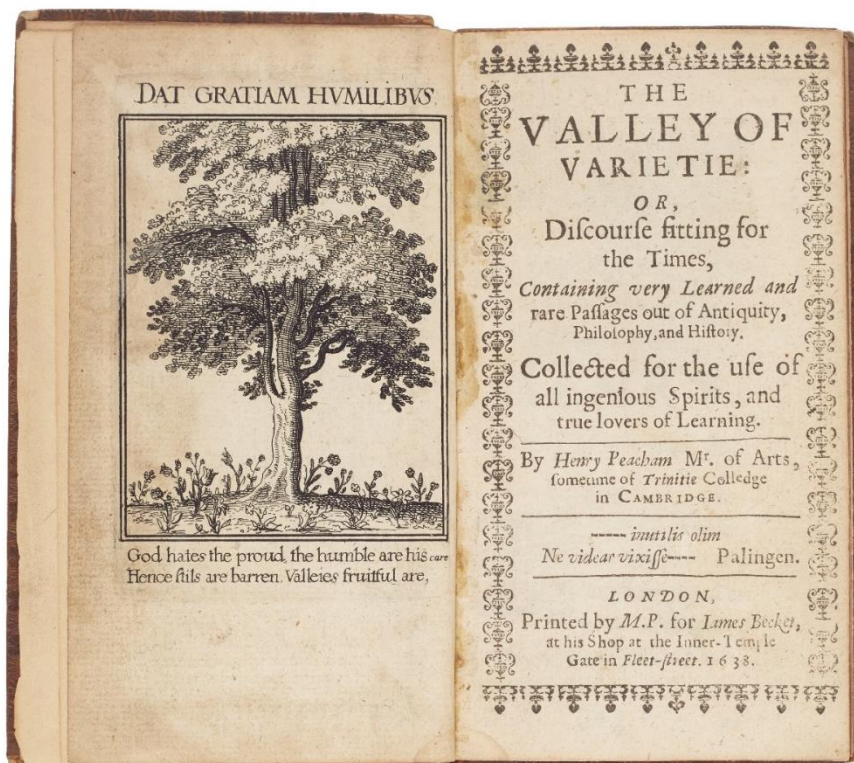 DAT GRATIAM HVMILIBVS
God hates the proud, the humble are his care
Hence hils are barren. Valleies fruitful are,
THE
VALLEY OF
VARIETIE:
OR,
Diſcourſe fitting for
the Times,
Containing very Learned and
rare Paſſages out of Antiquity,
Philoſophy, and Hiſtory.
Collected for the uſe of
all ingenious Spirits, and
true lovers of Learning.
By Henry Peacham Mr. of Arts,
ſometime of Trinitie Colledge
in CAMBRIDGE.
----- inutilis olim
Ne videar vixiſſe---- Palingen.
LONDON,
Printed by M.P. for Iames Becket,
at his Shop at the Inner-Temple
Gate in Fleet-ſtreet. 1638.